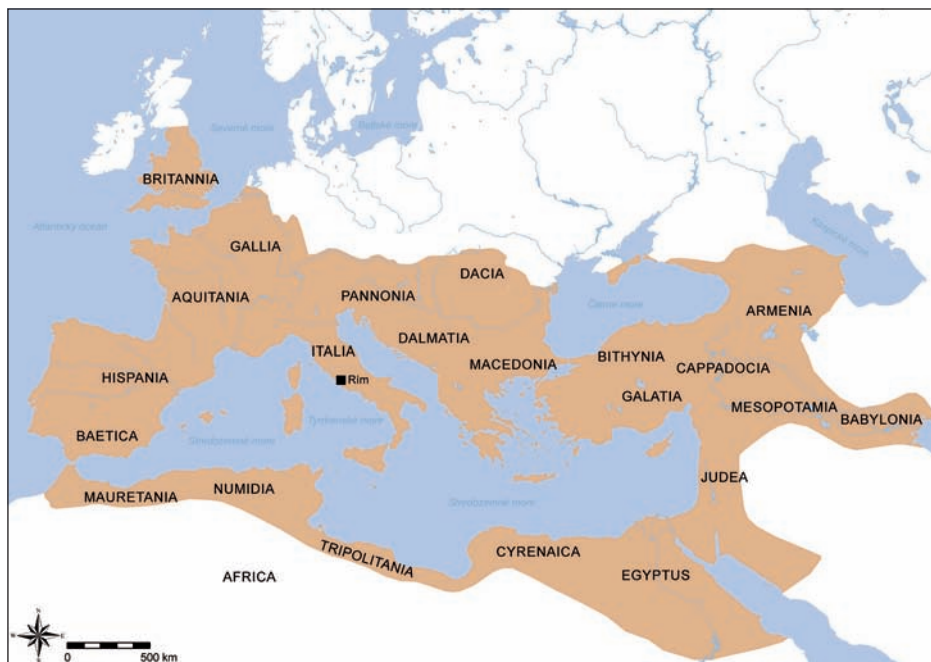 Severné more
Baltské more
BRITANNIA
Atlantický oceán
GALLIA
Kaspické more
DACIA
AQUITANIA
PANNONIA
Čierne more
ARMENIA
DALMATIA
ITALIA
MACEDONIA
BITHYNIA
CAPPADOCIA
HISPANIA
Rim
GALATIA
MESOPOTAMIA
BABYLONIA
BAETICA
Stredozemné more
Tyrhenské more
JUDEA
MAURETANIA
NUMIDIA
Stredozemné more
TRIPOLITANIA
CYRENAICA
AFRICA
EGYPTUS
N
W
E
S
0
500 km